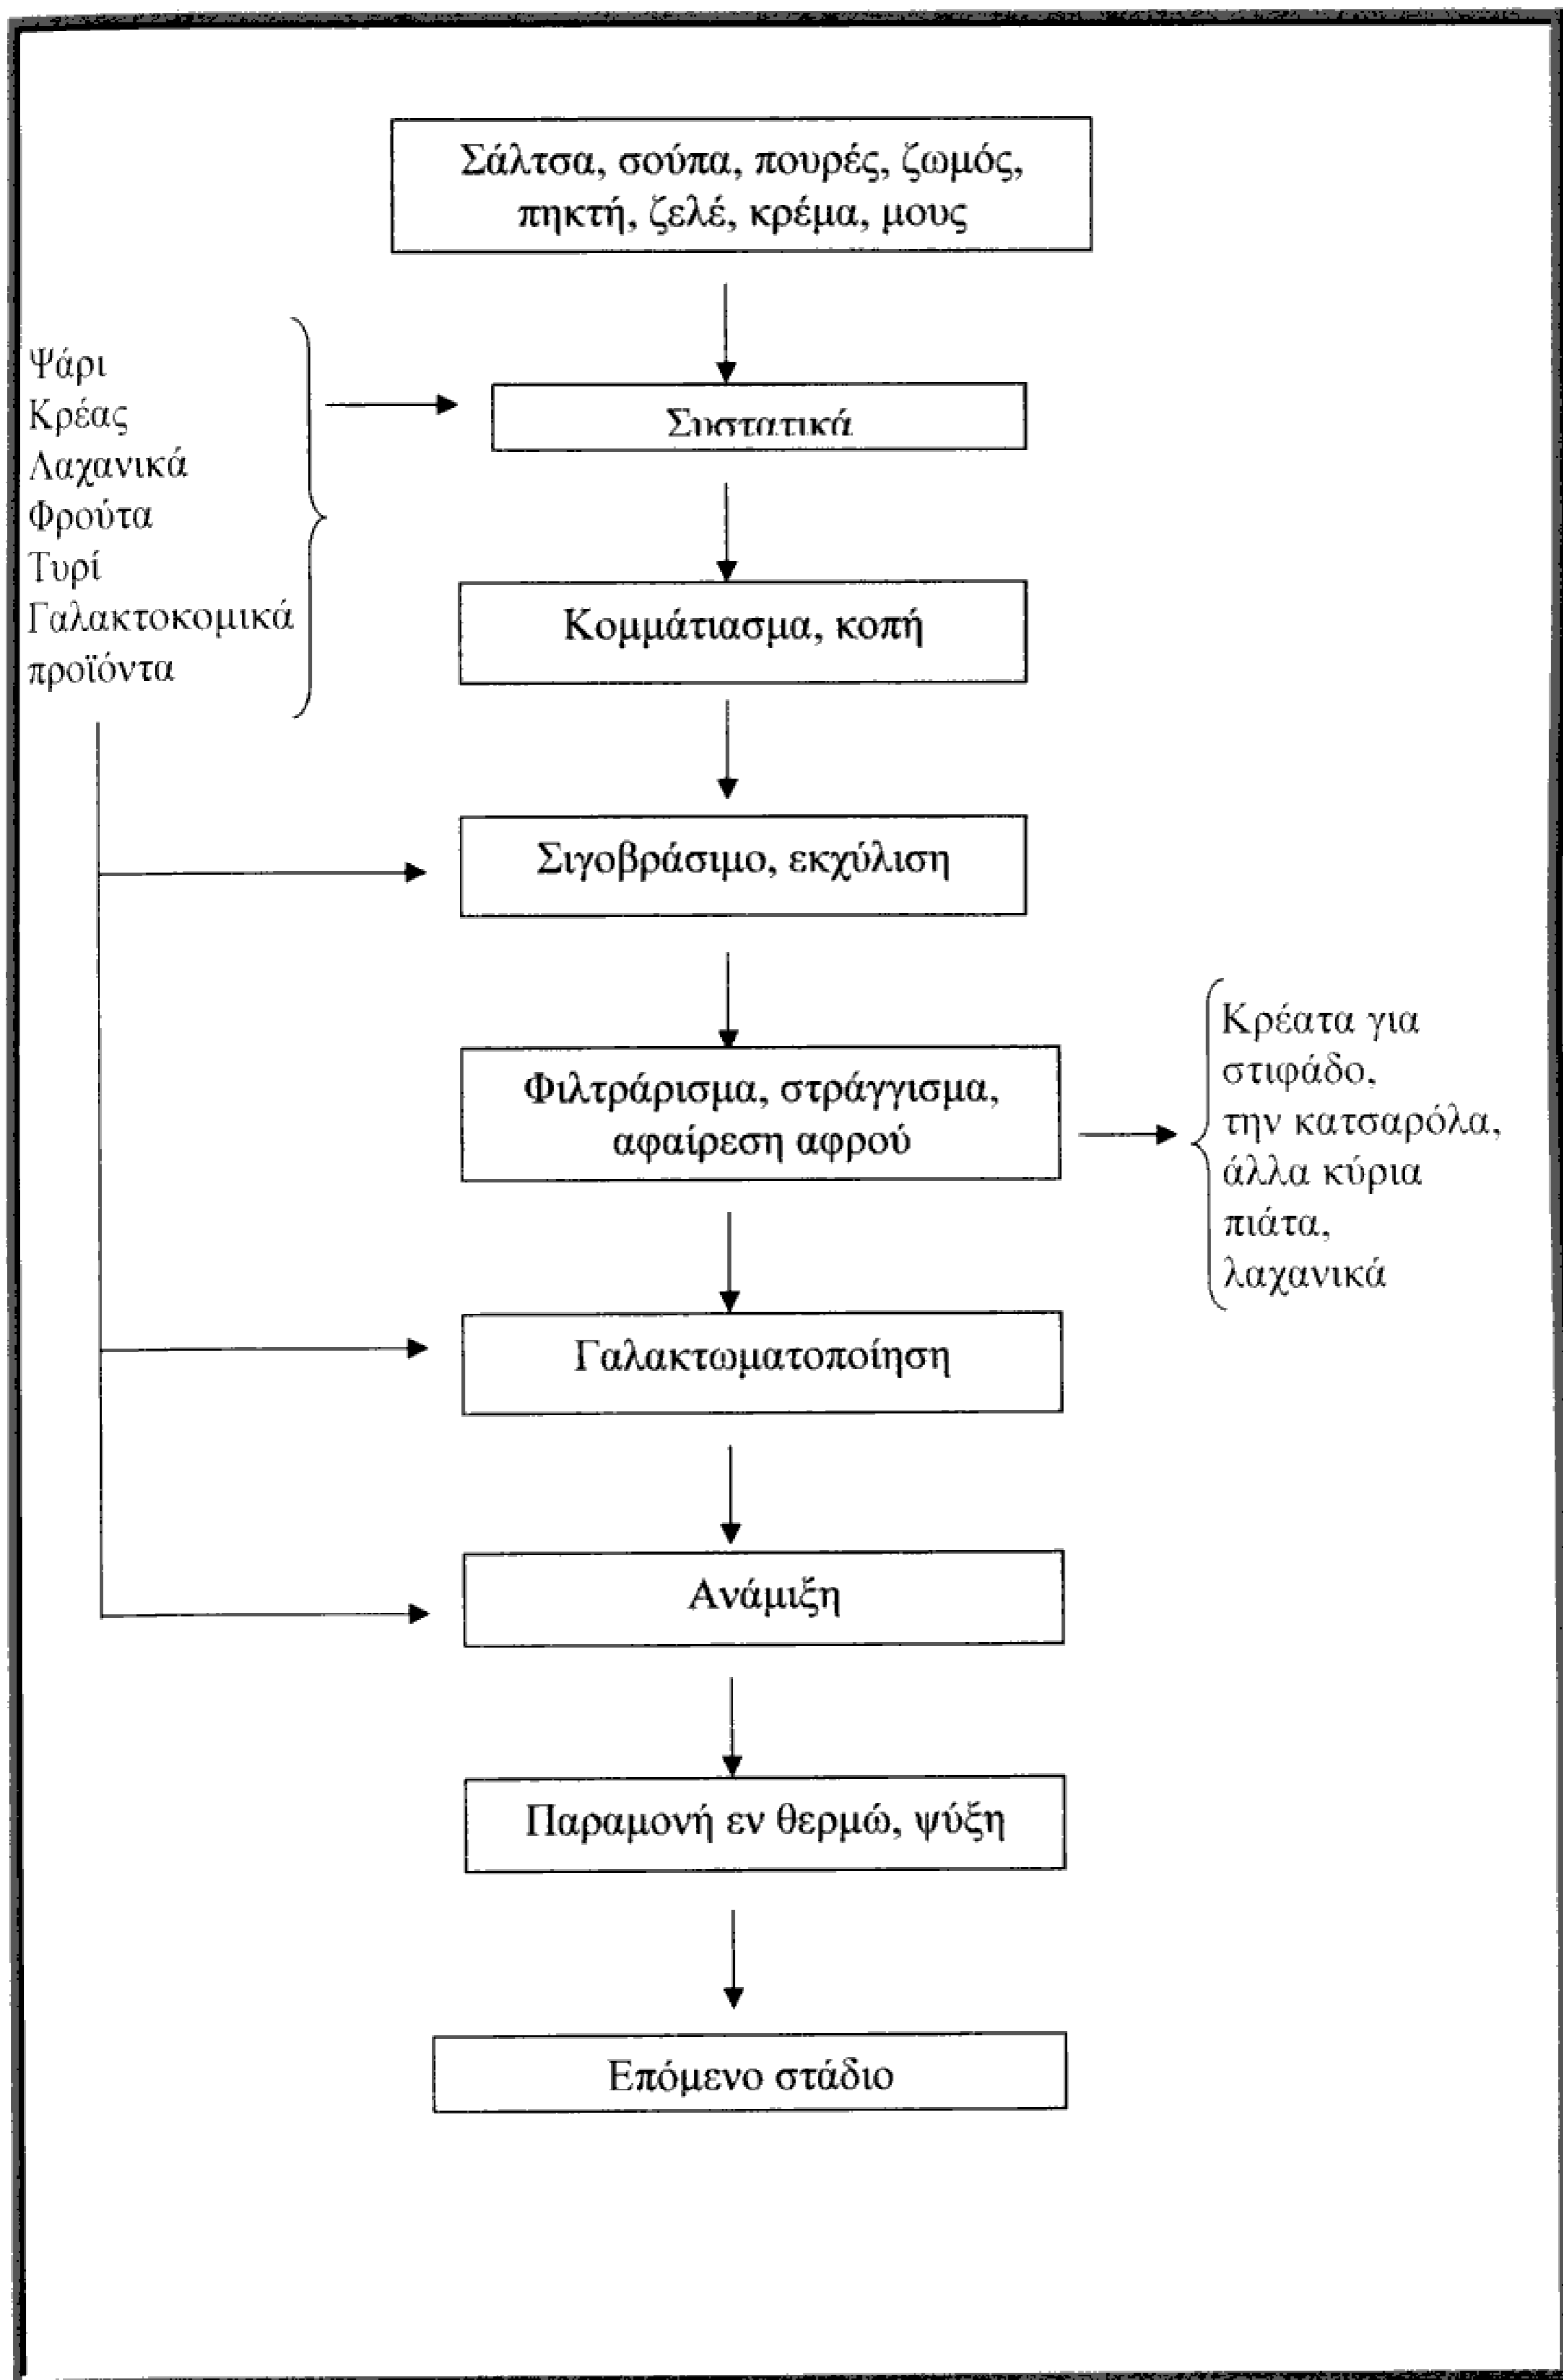 Σάλτσα, σούπα, πουρές, ζωμός,
πηκτή, ζελέ, κρέμα, μους
Ψάρι
Κρέας
Λαχανικά
Φρούτα
Τυρί
Γαλακτοκομικά
προϊόντα
Συστατικά
Κομμάτιασμα, κοπή
Σιγοβράσιμο, εκχύλιση
Φιλτράρισμα, στράγγισμα,
αφαίρεση αφρού
Κρέατα για
στιφάδο,
την κατσαρόλα,
άλλα κύρια
πιάτα,
λαχανικά
Γαλακτωματοποίηση
Ανάμιξη
Παραμονή εν θερμώ, ψύξη
Επόμενο στάδιο